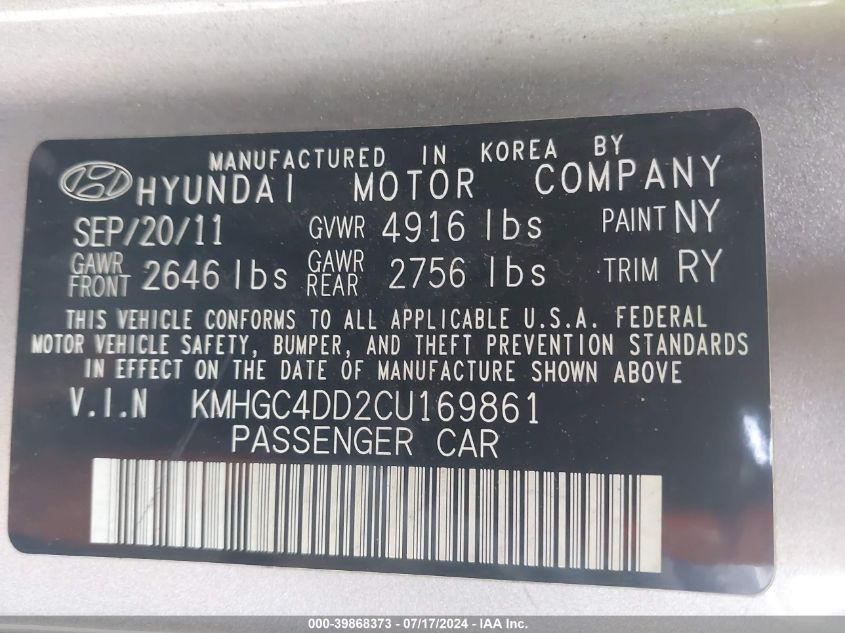 MANUFACTURED IN KOREA BY
HYUNDAI MOTOR COMPANY
SEP/20/11 GVWR 4916 lbs PAINT NY
GAWR FRONT 2646 lbs GAWR REAR 2756 lbs TRIM RY
THIS VEHICLE CONFORMS TO ALL APPLICABLE U.S.A. FEDERAL
MOTOR VEHICLE SAFETY, BUMPER, AND THEFT PREVENTION STANDARDS
IN EFFECT ON THE DATE OF MANUFACTURE SHOWN ABOVE
V.I.N KMHGC4DD2CU169861
PASSENGER CAR
000-39868373 - 07/17/2024 - IAA, Inc.